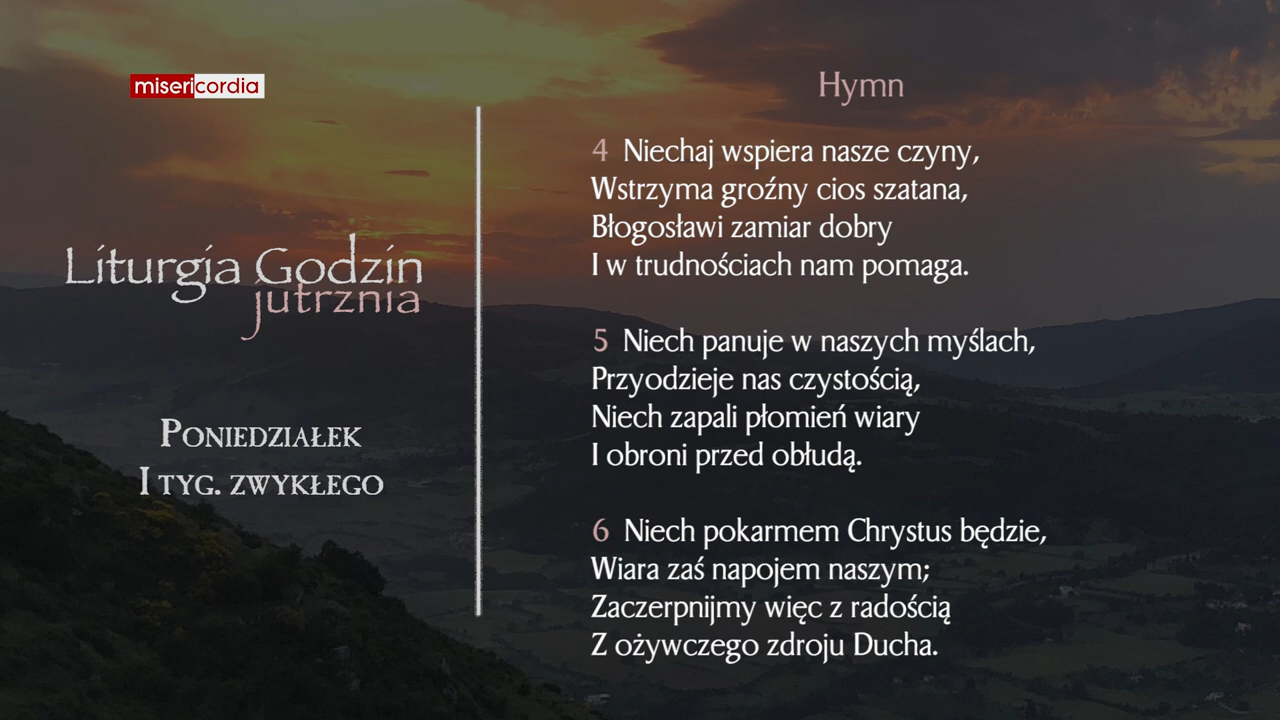 misericordia
Liturgia Godzin
jutrznia
Poniedziałek
I tyg. zwykłego
Hymn
4 Niechaj wspiera nasze czyny,
Wstrzyma groźny cios szatana,
Błogosławi zamiar dobry
I w trudnościach nam pomaga.
5 Niech panuje w naszych myślach,
Przyodzieje nas czystością,
Niech zapali płomień wiary
I obroni przed obłudą.
6 Niech pokarmem Chrystus będzie,
Wiara zaś napojem naszym;
Zaczerpnijmy więc z radością
Z ożywczego zdroju Ducha.